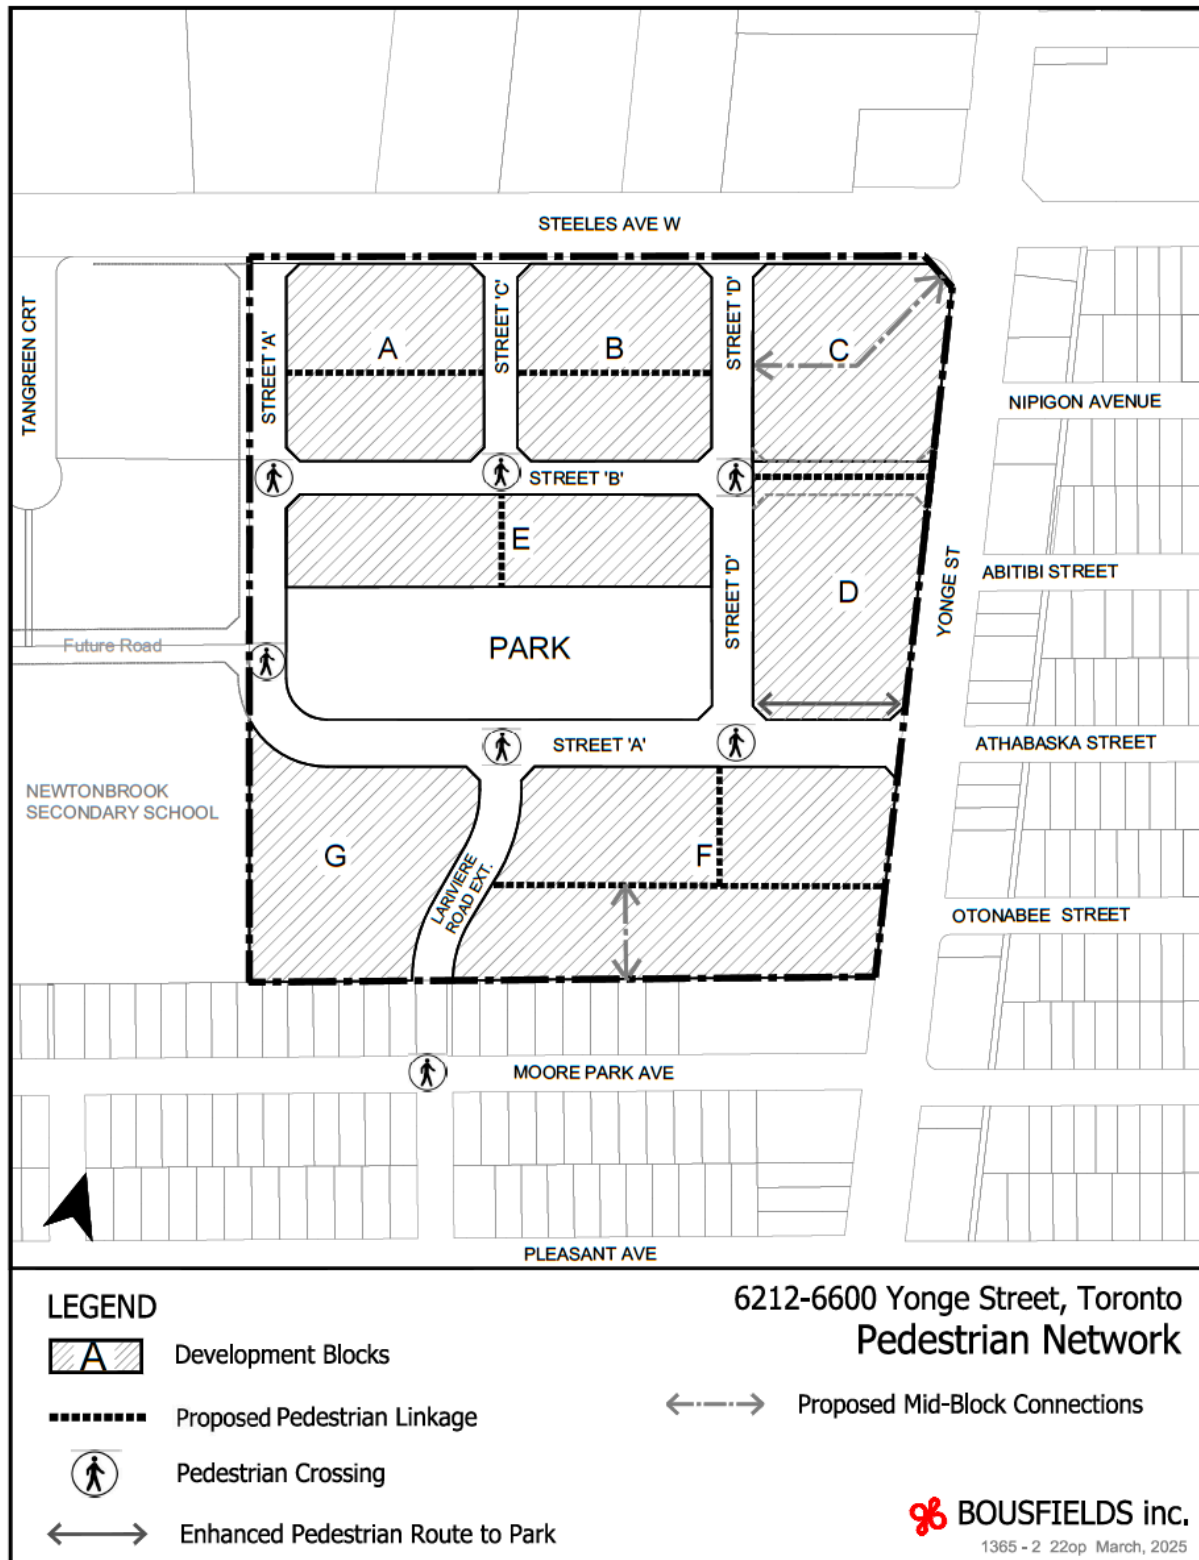 STEELES AVE W
TANGREEN CRT
STREET 'A'
STREET 'C'
STREET 'D'
A
B
C
NIPIGON AVENUE
STREET 'B'
E
D
YONGE ST
ABITIBI STREET
STREET 'D'
Future Road
PARK
STREET 'A'
ATHABASKA STREET
NEWTONBROOK
SECONDARY SCHOOL
G
F
LARIVIERE
ROAD EXT.
OTONABEE STREET
MOORE PARK AVE
PLEASANT AVE
LEGEND
6212-6600 Yonge Street, Toronto
Pedestrian Network
A
Development Blocks
Proposed Pedestrian Linkage
Proposed Mid-Block Connections
Pedestrian Crossing
Enhanced Pedestrian Route to Park
BOUSFIELDS inc.
1365 - 2 22op March, 2025